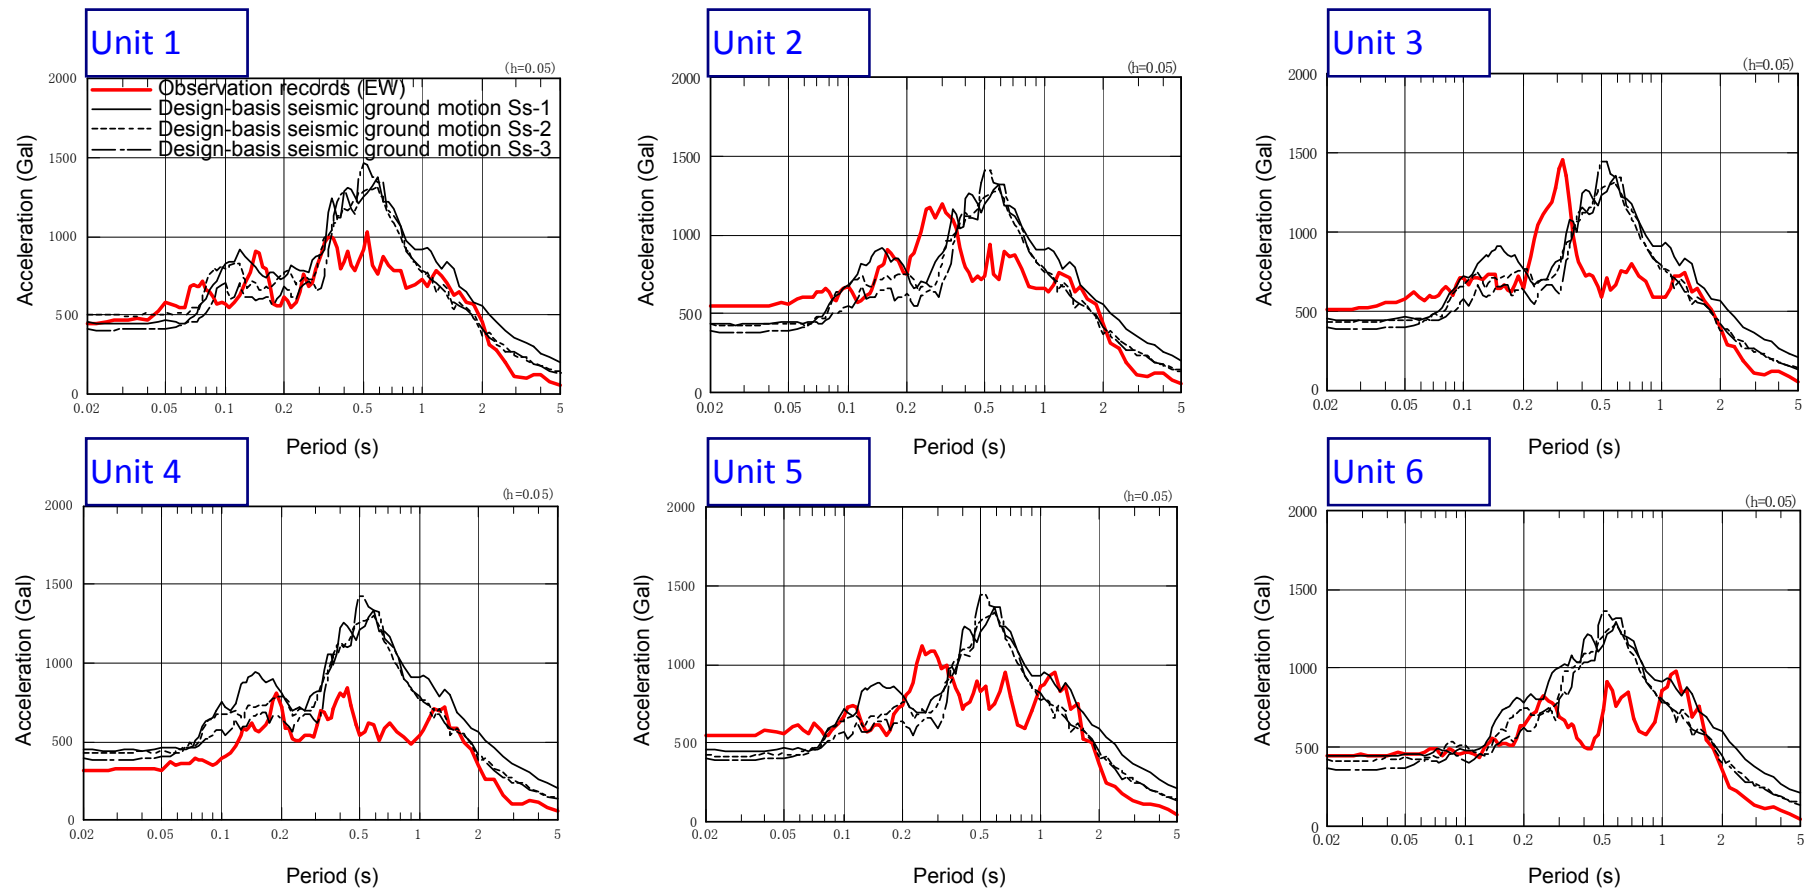 Unit 1
(h=0.05)
2000
1500
1000
500
0
Acceleration (Gal)
Observation records (EW)
Design-basis seismic ground motion Ss-1
Design-basis seismic ground motion Ss-2
Design-basis seismic ground motion Ss-3
0.02 0.05 0.1 0.2 0.5 1 2 5
Period (s)
Unit 2
(h=0.05)
2000
1500
1000
500
0
Acceleration (Gal)
0.02 0.05 0.1 0.2 0.5 1 2 5
Period (s)
Unit 3
(h=0.05)
2000
1500
1000
500
0
Acceleration (Gal)
0.02 0.05 0.1 0.2 0.5 1 2 5
Period (s)
Unit 4
(h=0.05)
2000
1500
1000
500
0
Acceleration (Gal)
0.02 0.05 0.1 0.2 0.5 1 2 5
Period (s)
Unit 5
(h=0.05)
2000
1500
1000
500
0
Acceleration (Gal)
0.02 0.05 0.1 0.2 0.5 1 2 5
Period (s)
Unit 6
(h=0.05)
2000
1500
1000
500
0
Acceleration (Gal)
0.02 0.05 0.1 0.2 0.5 1 2 5
Period (s)